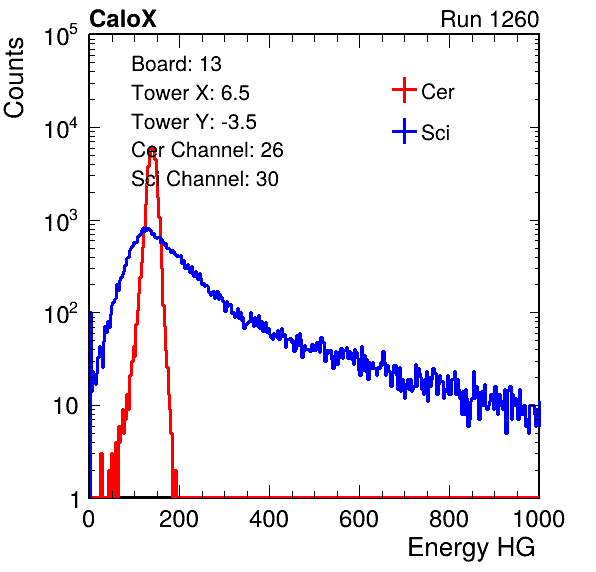 CaloX Run 1260
Counts
10^5
10^4
10^3
10^2
10
1
Board: 13
Tower X: 6.5
Tower Y: -3.5
Cer Channel: 26
Sci Channel: 30
Cer
Sci
0 200 400 600 800 1000
Energy HG